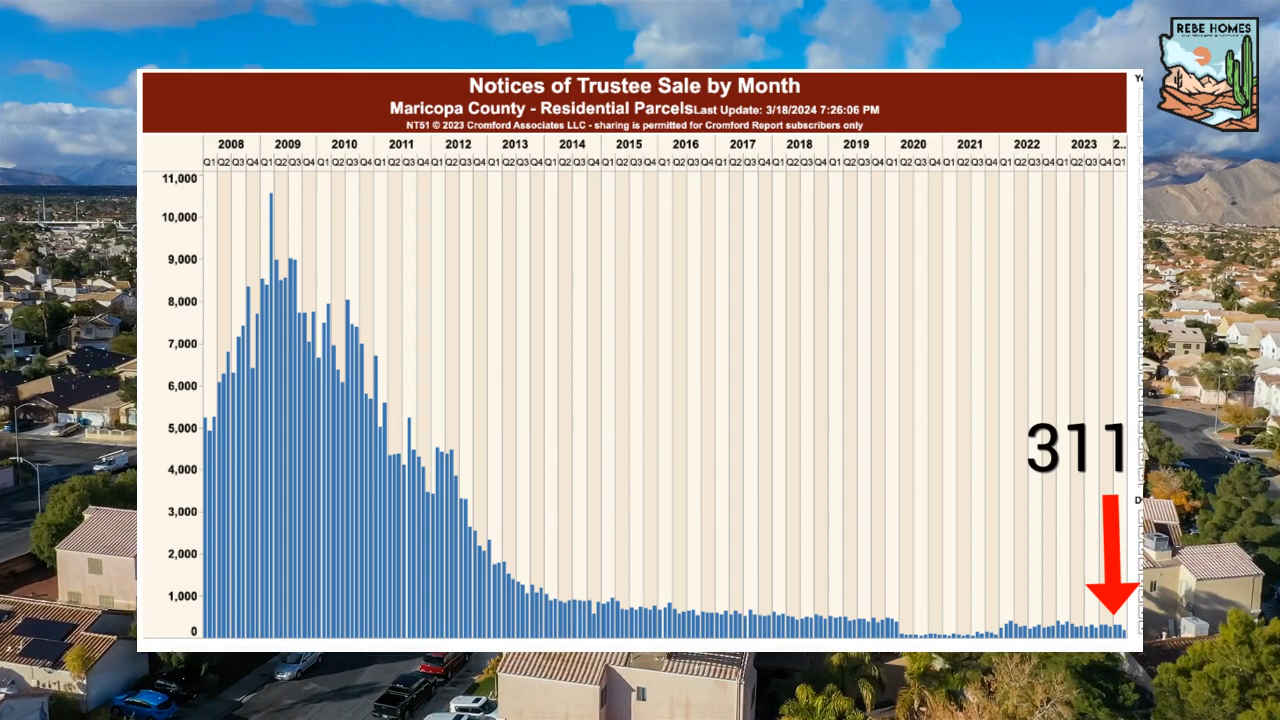 REBE HOMES
Notices of Trustee Sale by Month
Maricopa County - Residential Parcels Last Update: 3/18/2024 7:26:06 PM
NT51 © 2023 Cromford Associates LLC - sharing is permitted for Cromford Report subscribers only
2008 2009 2010 2011 2012 2013 2014 2015 2016 2017 2018 2019 2020 2021 2022 2023 2..
Q1 Q2 Q3 Q4 Q1 Q2 Q3 Q4 Q1 Q2 Q3 Q4 Q1 Q2 Q3 Q4 Q1 Q2 Q3 Q4 Q1 Q2 Q3 Q4 Q1 Q2 Q3 Q4 Q1 Q2 Q3 Q4 Q1 Q2 Q3 Q4 Q1 Q2 Q3 Q4 Q1 Q2 Q3 Q4 Q1 Q2 Q3 Q4 Q1 Q2 Q3 Q4 Q1 Q2 Q3 Q4 Q1 Q2 Q3 Q4 Q1 Q2 Q3 Q4 Q1
11,000
10,000
9,000
8,000
7,000
6,000
5,000
311
4,000
3,000
2,000
1,000
0